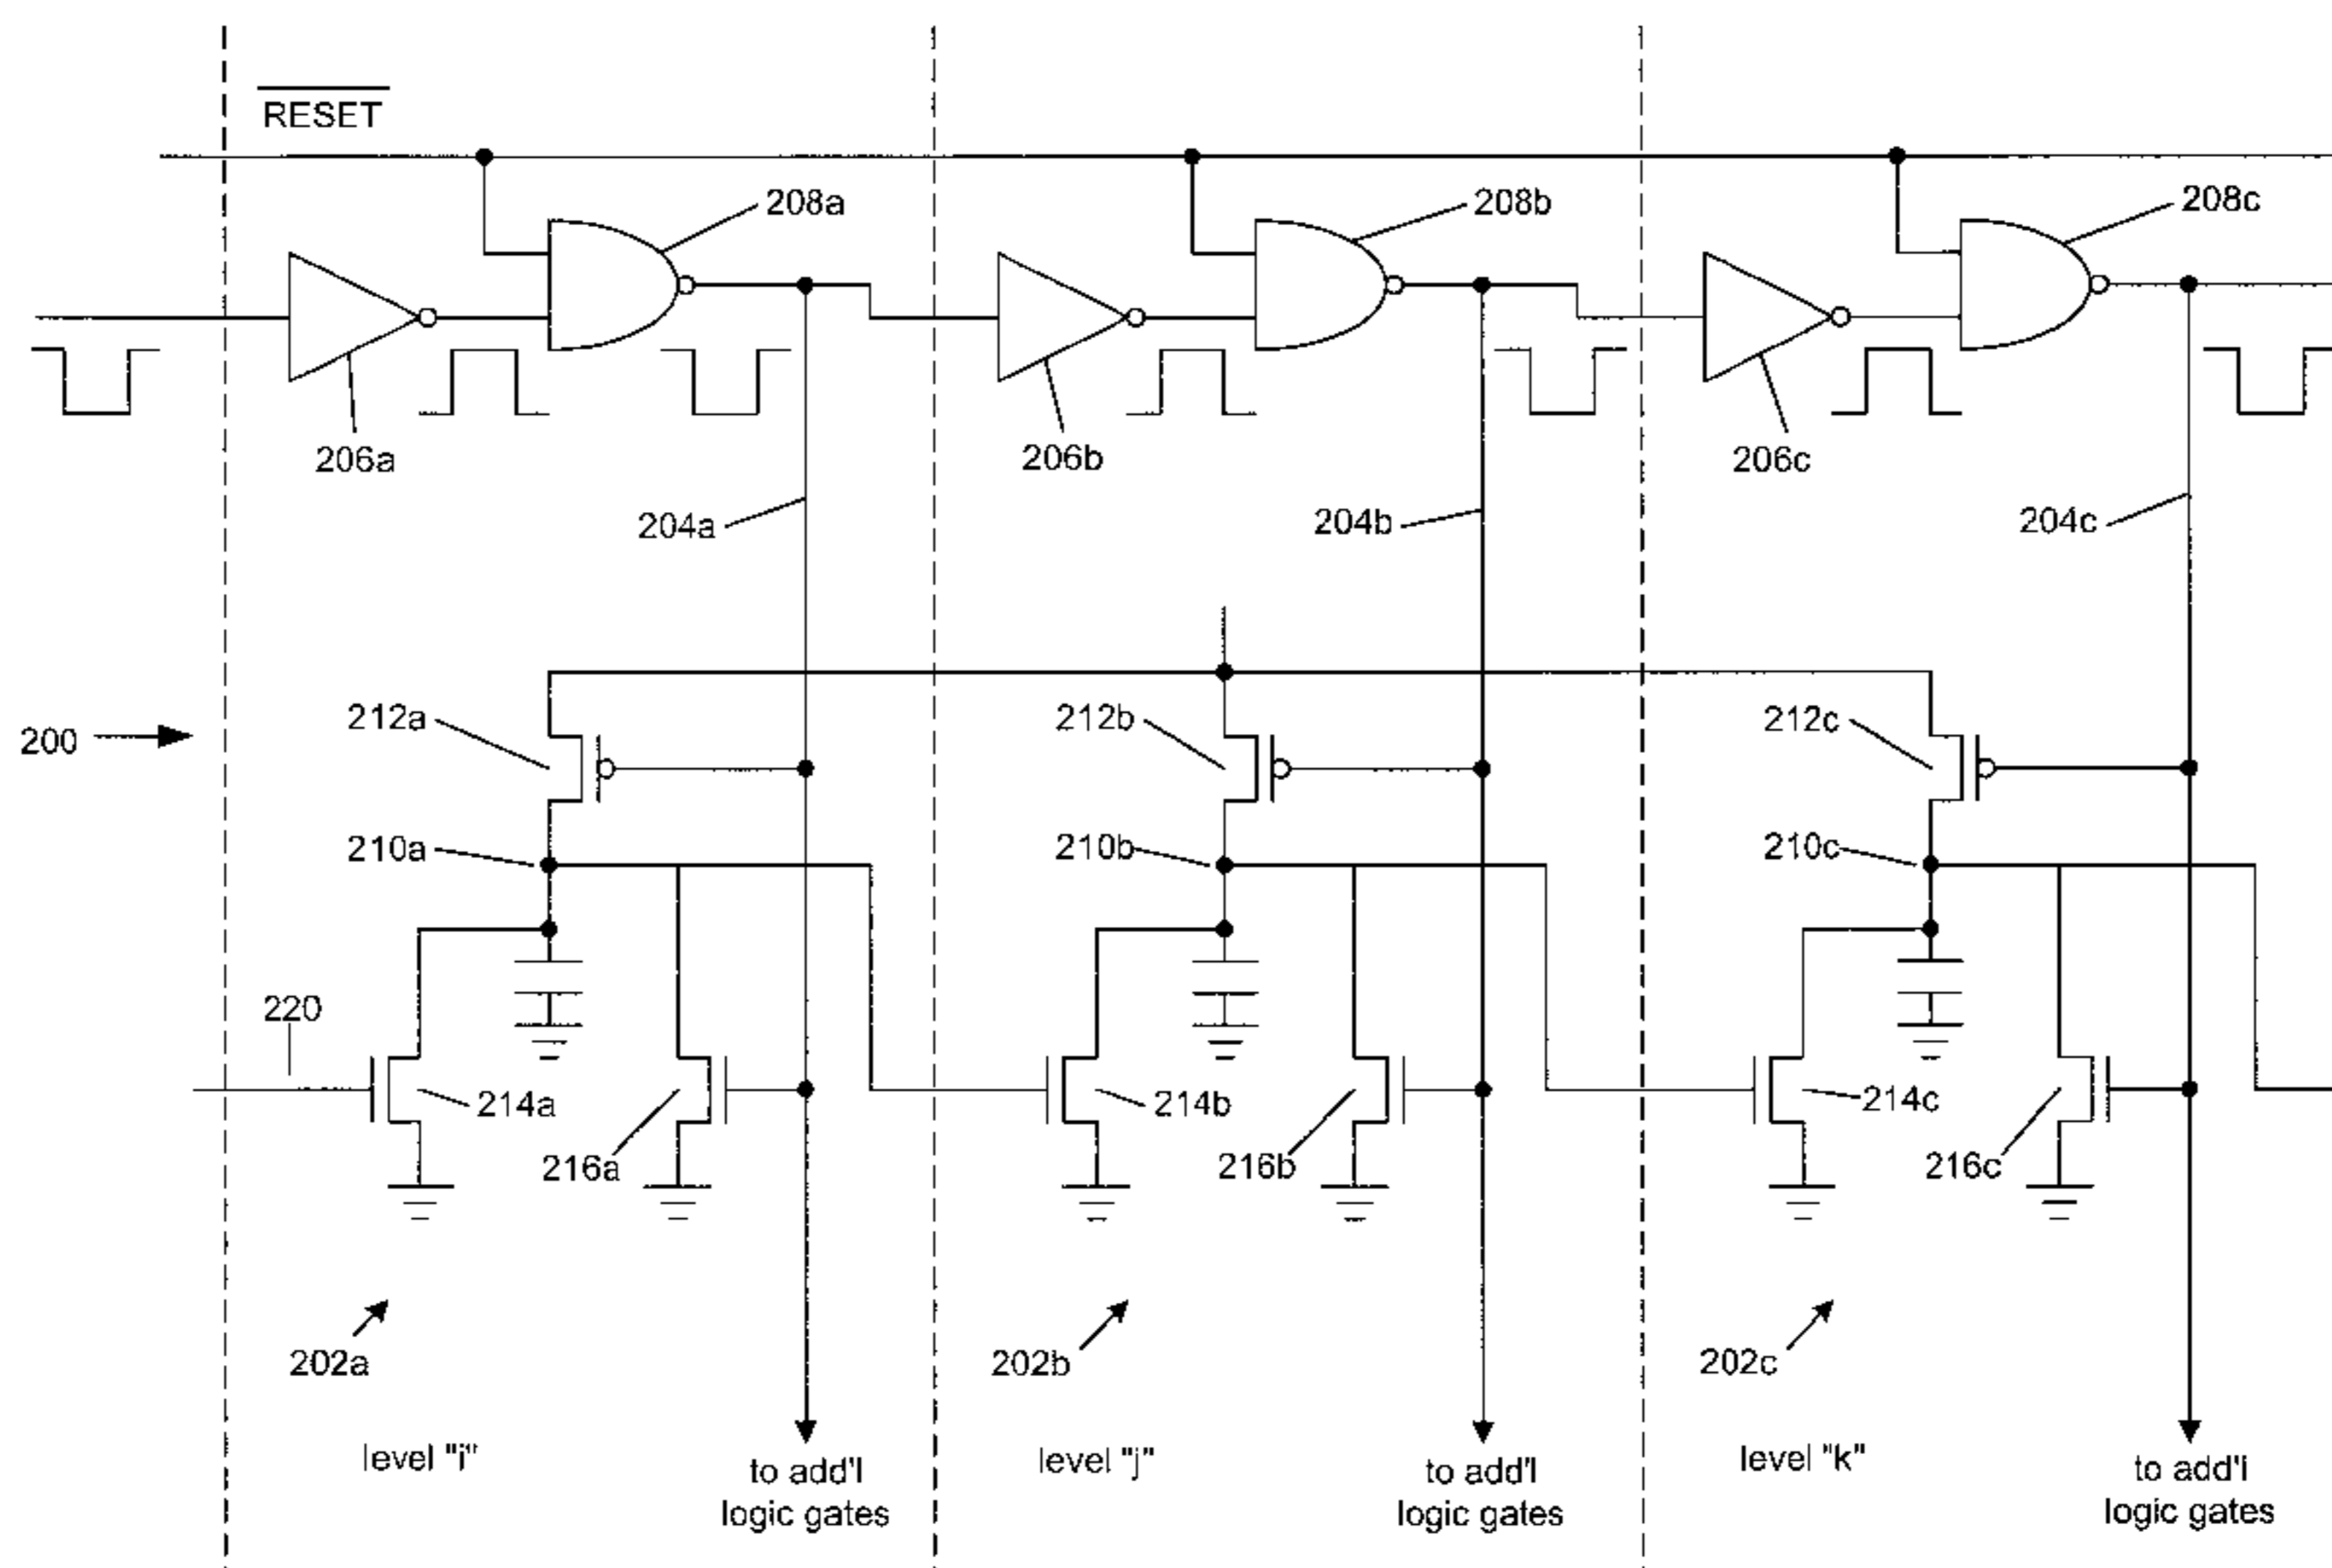 RESET
208a
208b
208c
206a
206b
206c
204a
204b
204c
212a
212b
212c
200
210a
210b
210c
220
214a
214b
214c
216a
216b
216c
202a
202b
202c
level "i"
to add'l
logic gates
level "j"
to add'l
logic gates
level "k"
to add'l
logic gates